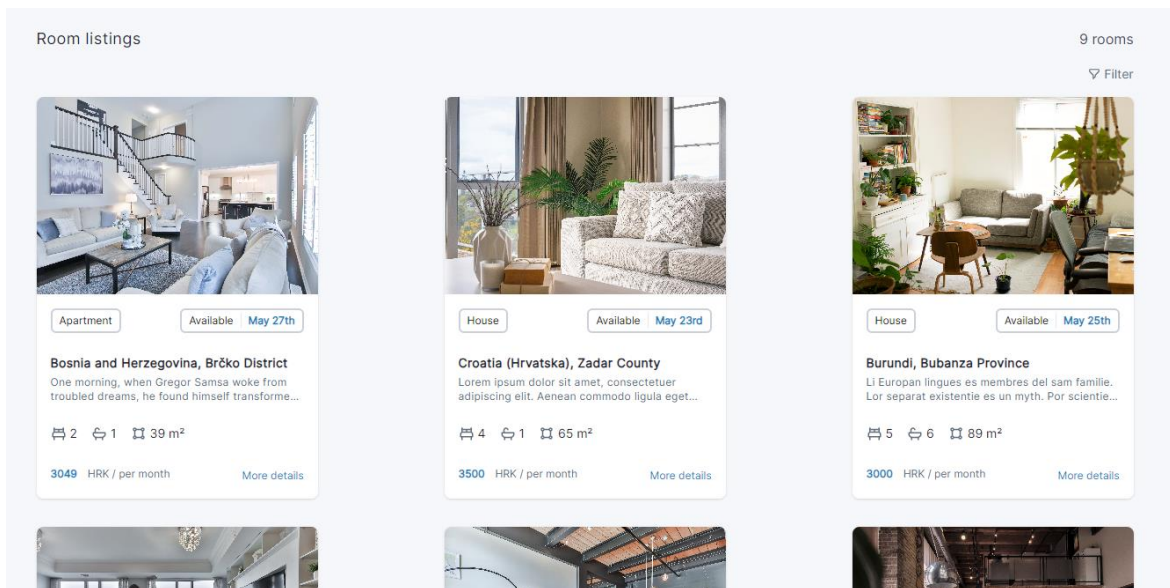 Room listings
9 rooms
Filter
Apartment
Available May 27th
Bosnia and Herzegovina, Brčko District
One morning, when Gregor Samsa woke from
troubled dreams, he found himself transforme...
2 1 39 m²
3049 HRK / per month
More details
House
Available May 23rd
Croatia (Hrvatska), Zadar County
Lorem ipsum dolor sit amet, consectetuer
adipiscing elit. Aenean commodo ligula eget...
4 1 65 m²
3500 HRK / per month
More details
House
Available May 25th
Burundi, Bubanza Province
Li Europan lingues es membres del sam familie.
Lor separat existentie es un myth. Por scientie...
5 6 89 m²
3000 HRK / per month
More details